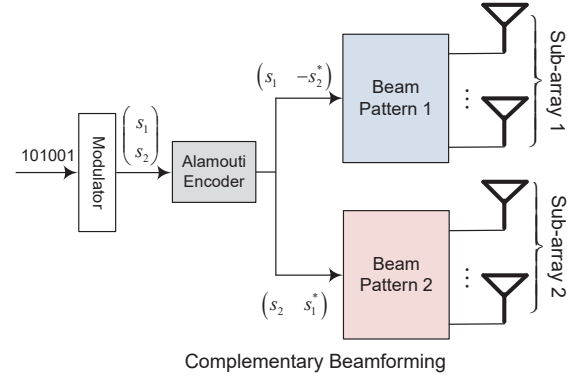 101001
Modulator
(s₁
s₂)
Alamouti
Encoder
(s₁ −s₂*)
(s₂ s₁*)
Beam
Pattern 1
Beam
Pattern 2
⋮
⋮
Sub-array 1
Sub-array 2
Complementary Beamforming